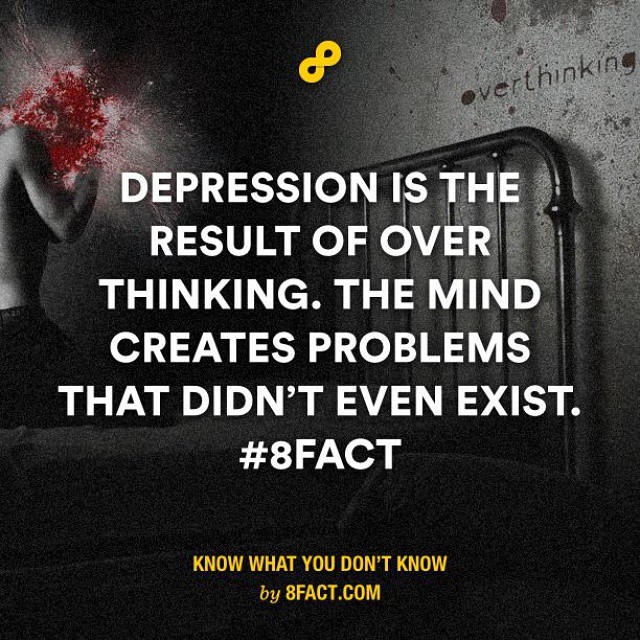 overthinking
DEPRESSION IS THE
RESULT OF OVER
THINKING. THE MIND
CREATES PROBLEMS
THAT DIDN'T EVEN EXIST.
#8FACT
KNOW WHAT YOU DON'T KNOW
by 8FACT.COM